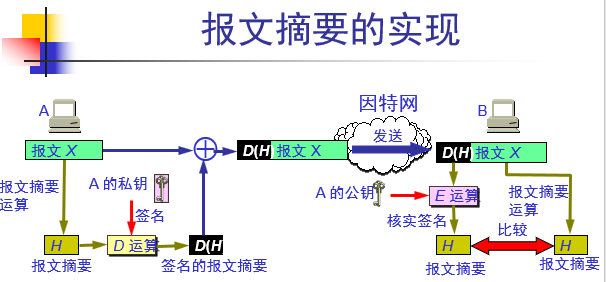 报文摘要的实现
A
因特网
B
报文 X
D(H) 报文 X
发送
D(H) 报文 X
报文摘要
运算
A 的私钥
签名
A 的公钥
E 运算
核实签名
报文摘要
运算
比较
H
D 运算
D(H
H
H
报文摘要
签名的报文摘要
报文摘要
报文摘要